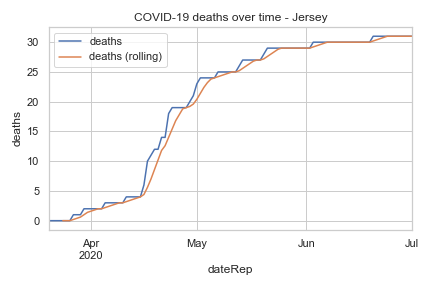 COVID-19 deaths over time - Jersey
deaths
deaths (rolling)
30
25
20
15
10
5
0
deaths
Apr
2020
May
Jun
Jul
dateRep